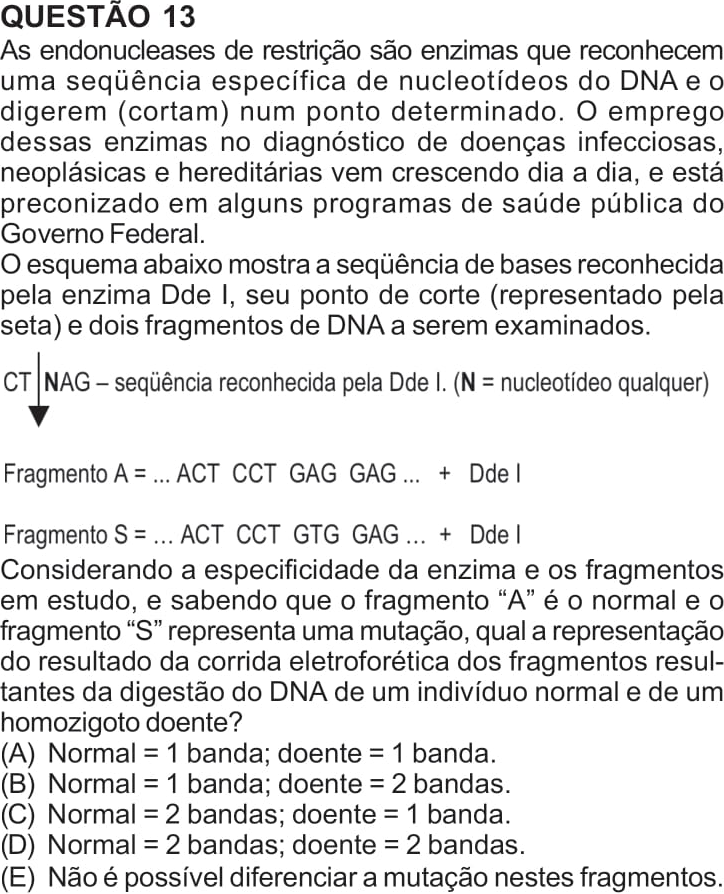 QUESTÃO 13
As endonucleases de restrição são enzimas que reconhecem
uma seqüência específica de nucleotídeos do DNA e o
digerem (cortam) num ponto determinado. O emprego
dessas enzimas no diagnóstico de doenças infecciosas,
neoplásicas e hereditárias vem crescendo dia a dia, e está
preconizado em alguns programas de saúde pública do
Governo Federal.
O esquema abaixo mostra a seqüência de bases reconhecida
pela enzima Dde I, seu ponto de corte (representado pela
seta) e dois fragmentos de DNA a serem examinados.
CT NAG – seqüência reconhecida pela Dde I. (N = nucleotídeo qualquer)
Fragmento A = ... ACT CCT GAG GAG ... + Dde I
Fragmento S = ... ACT CCT GTG GAG ... + Dde I
Considerando a especificidade da enzima e os fragmentos
em estudo, e sabendo que o fragmento “A” é o normal e o
fragmento “S” representa uma mutação, qual a representação
do resultado da corrida eletroforética dos fragmentos resul-
tantes da digestão do DNA de um indivíduo normal e de um
homozigoto doente?
(A) Normal = 1 banda; doente = 1 banda.
(B) Normal = 1 banda; doente = 2 bandas.
(C) Normal = 2 bandas; doente = 1 banda.
(D) Normal = 2 bandas; doente = 2 bandas.
(E) Não é possível diferenciar a mutação nestes fragmentos.